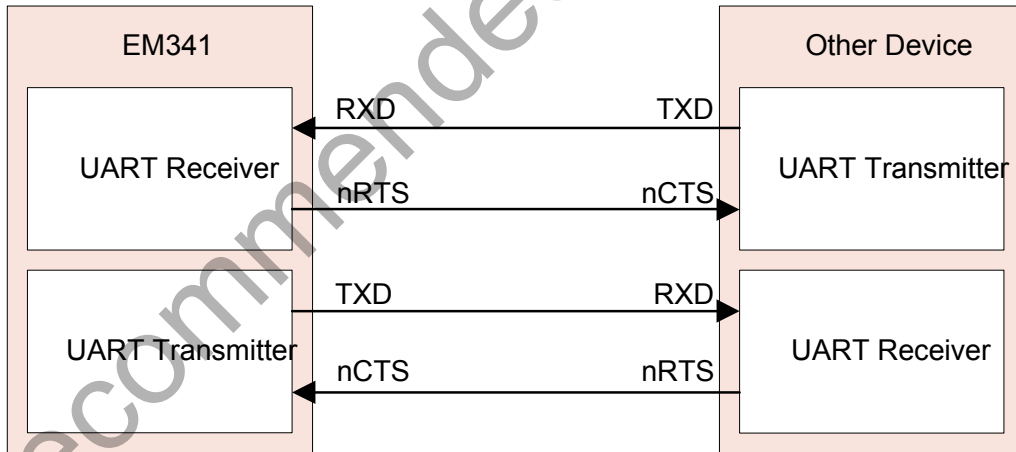 EM341
Other Device
RXD
TXD
UART Receiver
UART Transmitter
nRTS
nCTS
TXD
RXD
UART Transmitter
UART Receiver
nCTS
nRTS
ecommende